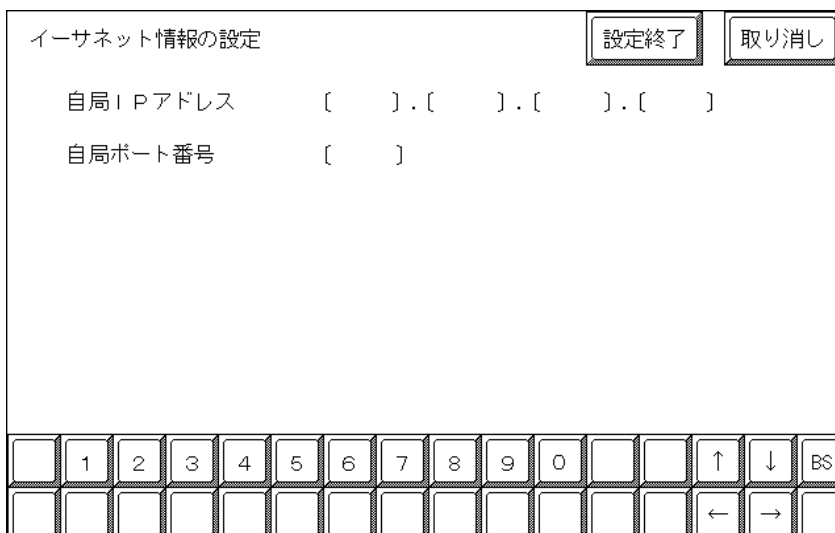 イーサネット情報の設定 設定終了 取り消し
自局IPアドレス [ ].[ ].[ ].[ ]
自局ポート番号 [ ]
1 2 3 4 5 6 7 8 9 0 ↑ ↓ BS
← →